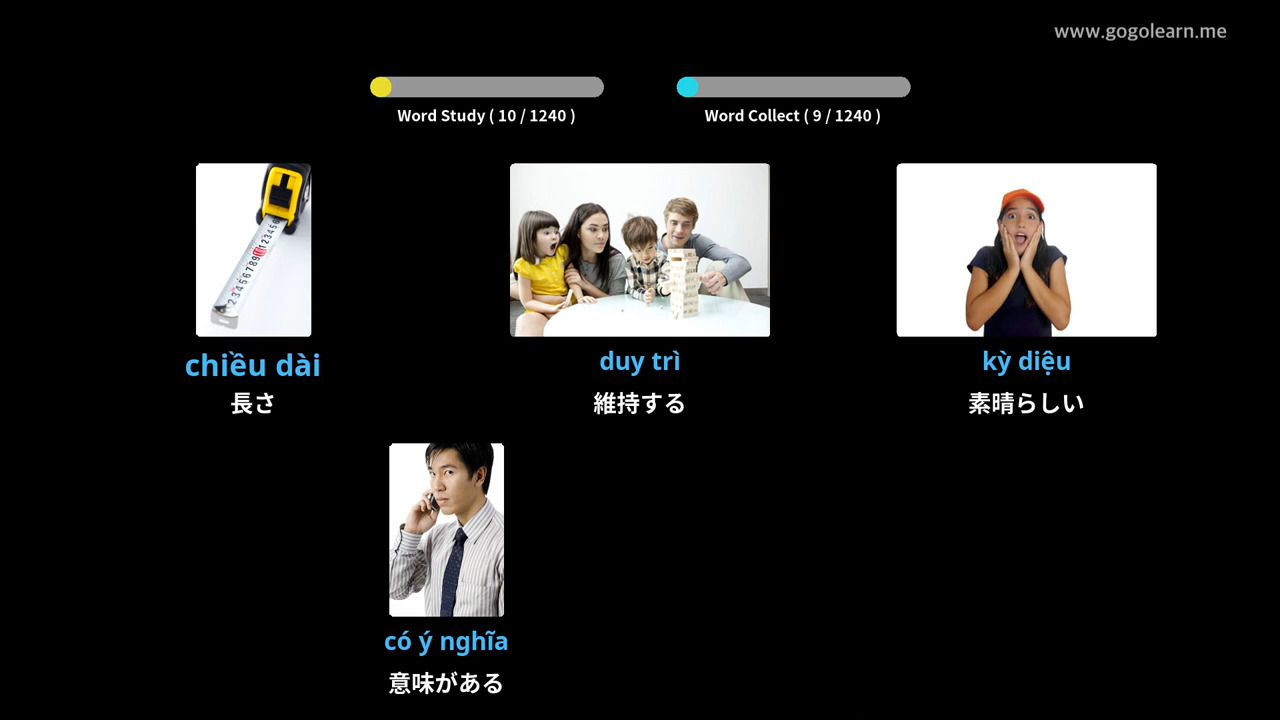 www.gogolearn.me
Word Study ( 10 / 1240 )
Word Collect ( 9 / 1240 )
chiều dài
長さ
duy trì
維持する
kỳ diệu
素晴らしい
có ý nghĩa
意味がある